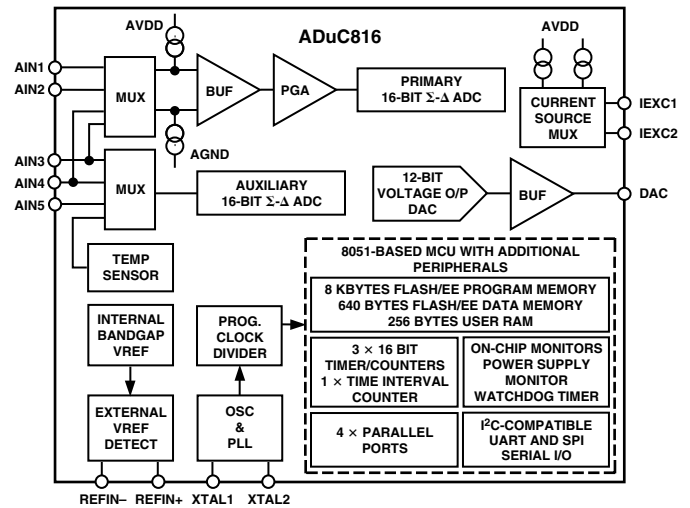 ADuC816
AVDD
AVDD
AIN1
AIN2
AIN3
AIN4
AIN5
MUX
BUF
PGA
PRIMARY
16-BIT Σ-Δ ADC
CURRENT
SOURCE
MUX
IEXC1
IEXC2
AGND
MUX
AUXILIARY
16-BIT Σ-Δ ADC
12-BIT
VOLTAGE O/P
DAC
BUF
DAC
TEMP
SENSOR
8051-BASED MCU WITH ADDITIONAL
PERIPHERALS
8 KBYTES FLASH/EE PROGRAM MEMORY
640 BYTES FLASH/EE DATA MEMORY
256 BYTES USER RAM
INTERNAL
BANDGAP
VREF
PROG.
CLOCK
DIVIDER
3 × 16 BIT
TIMER/COUNTERS
1 × TIME INTERVAL
COUNTER
ON-CHIP MONITORS
POWER SUPPLY
MONITOR
WATCHDOG TIMER
EXTERNAL
VREF
DETECT
OSC
&
PLL
4 × PARALLEL
PORTS
I²C-COMPATIBLE
UART AND SPI
SERIAL I/O
REFIN–
REFIN+
XTAL1
XTAL2